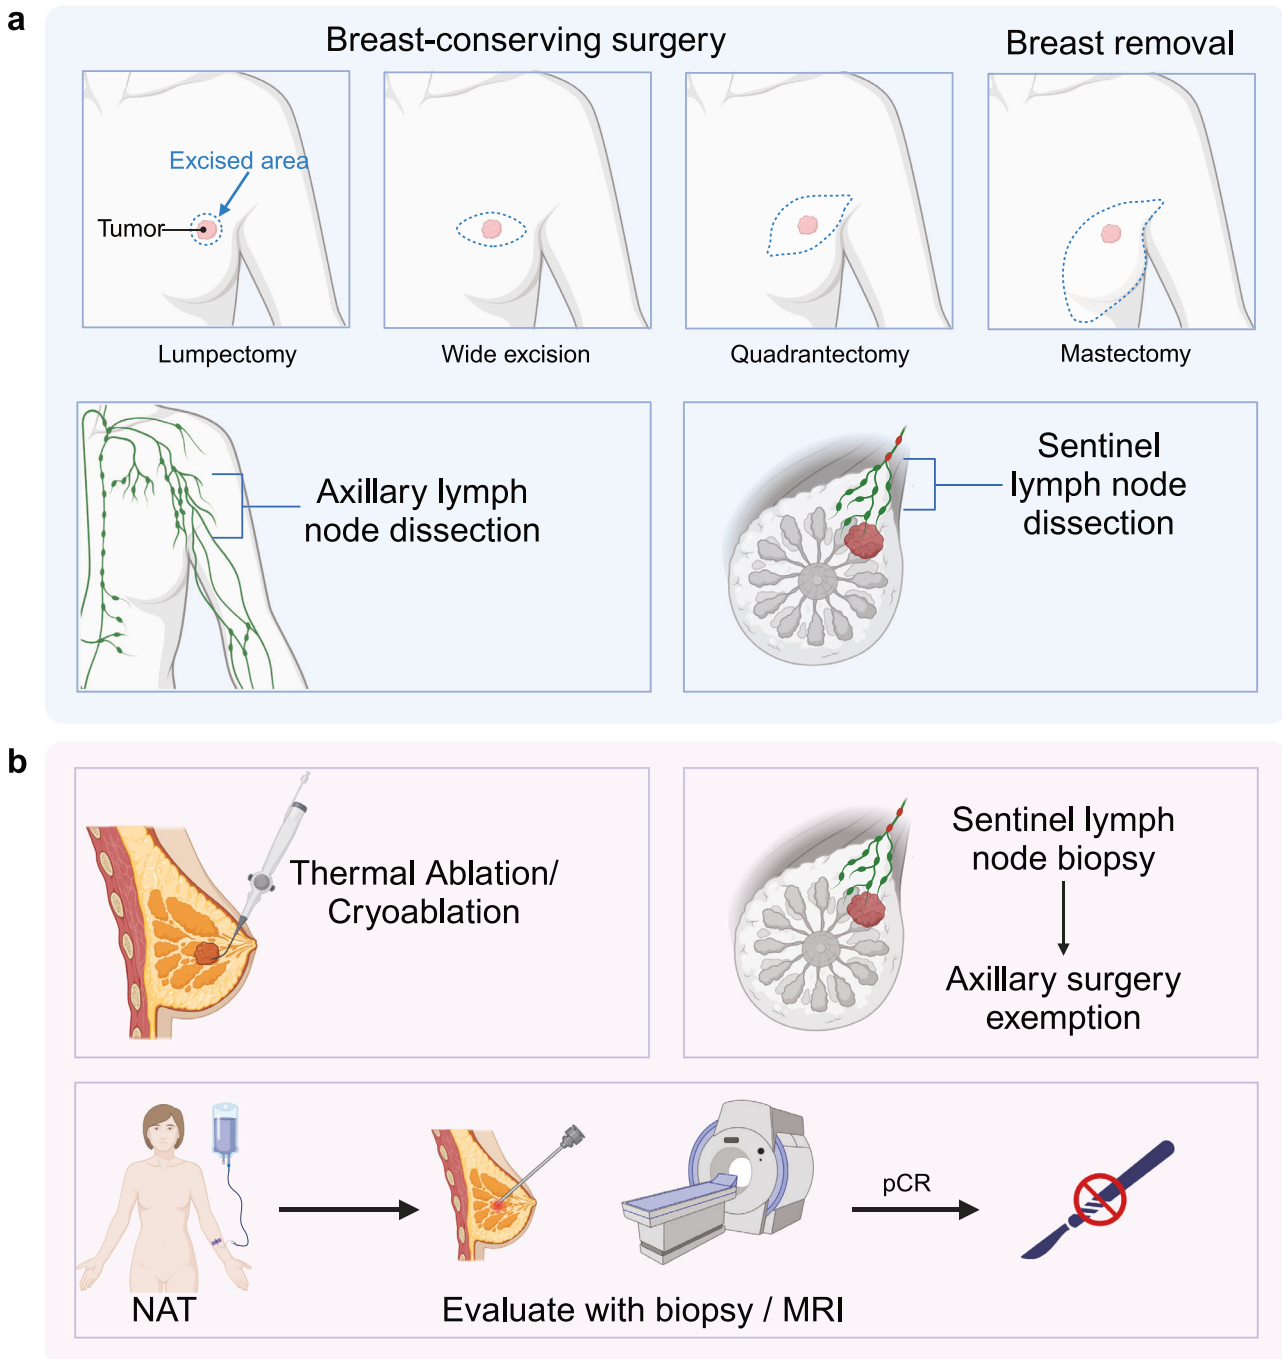 a
Breast-conserving surgery
Breast removal
Excised area
Tumor
Lumpectomy
Wide excision
Quadrantectomy
Mastectomy
Axillary lymph
node dissection
Sentinel
lymph node
dissection
b
Thermal Ablation/
Cryoablation
Sentinel lymph
node biopsy
Axillary surgery
exemption
NAT
Evaluate with biopsy / MRI
pCR